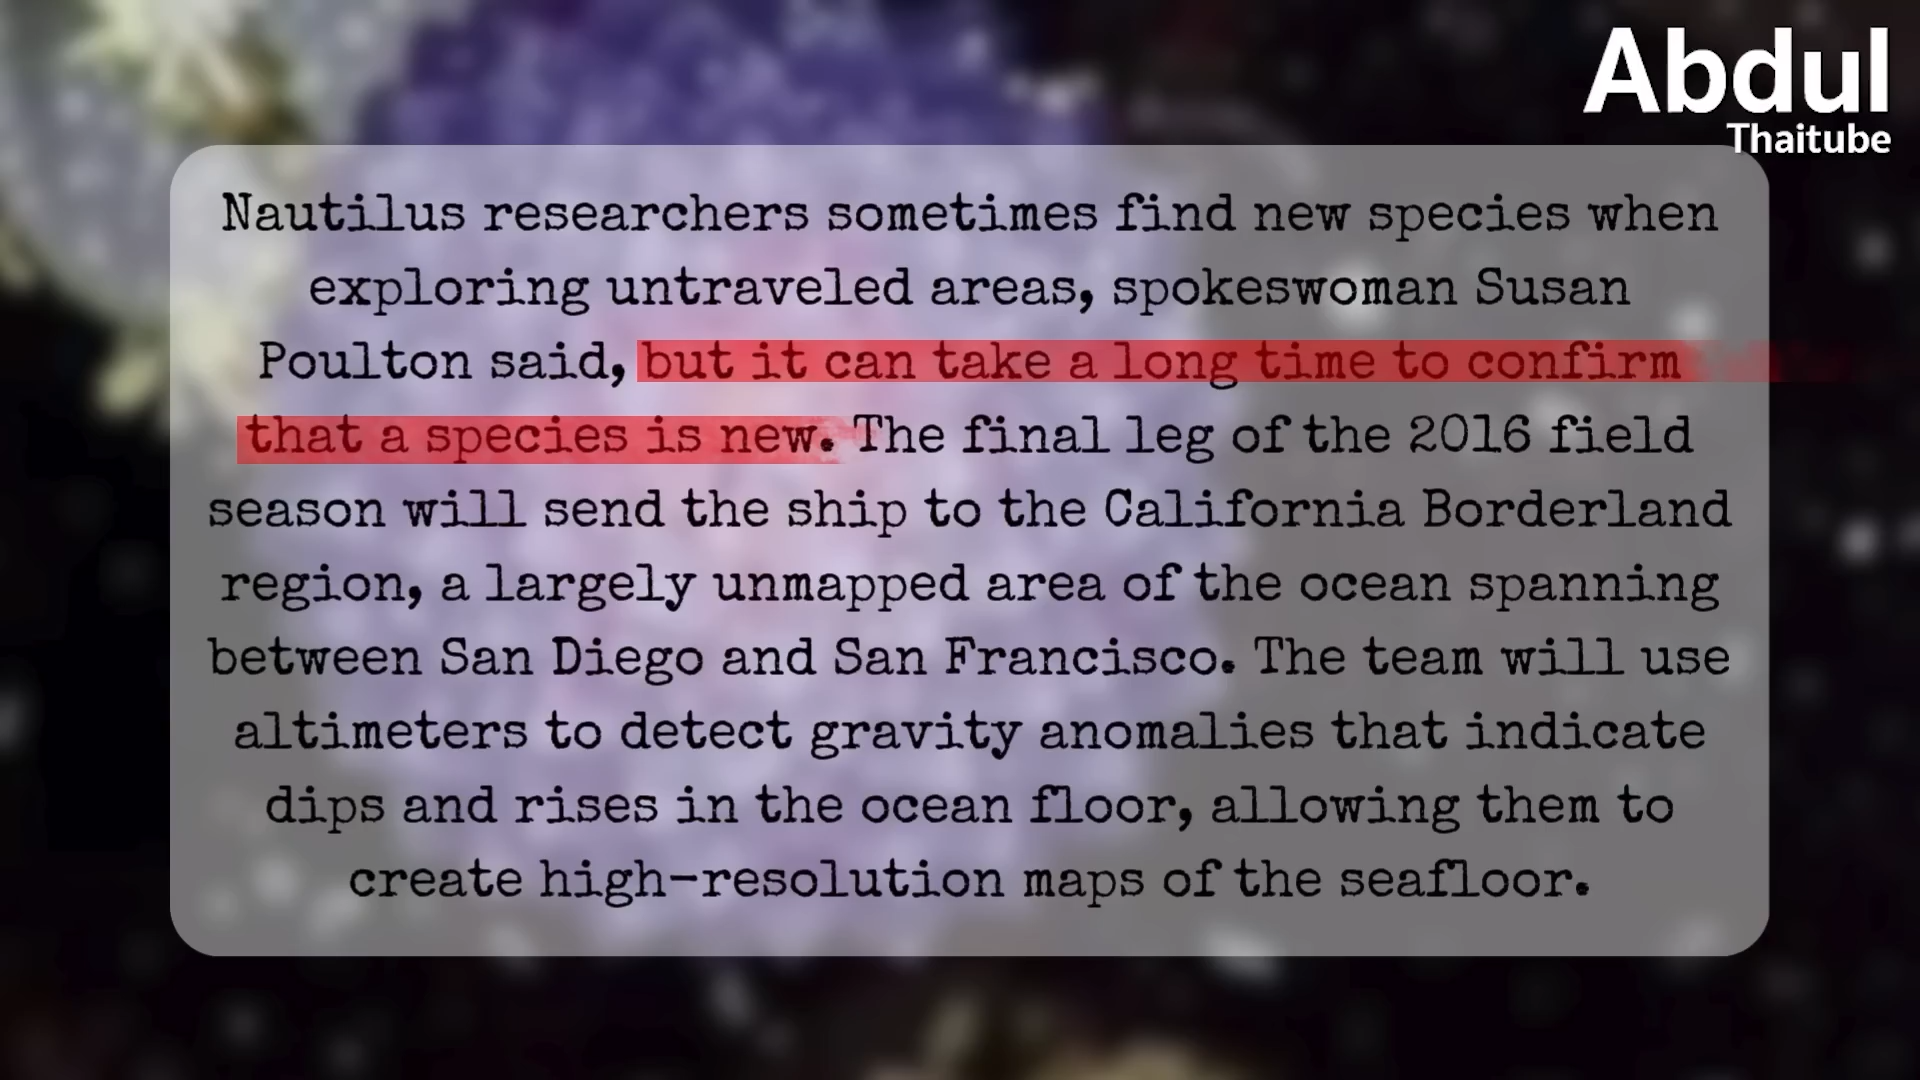 Abdul
Thaitube
Nautilus researchers sometimes find new species when
exploring untraveled areas, spokeswoman Susan
Poulton said, but it can take a long time to confirm
that a species is new. The final leg of the 2016 field
season will send the ship to the California Borderland
region, a largely unmapped area of the ocean spanning
between San Diego and San Francisco. The team will use
altimeters to detect gravity anomalies that indicate
dips and rises in the ocean floor, allowing them to
create high-resolution maps of the seafloor.